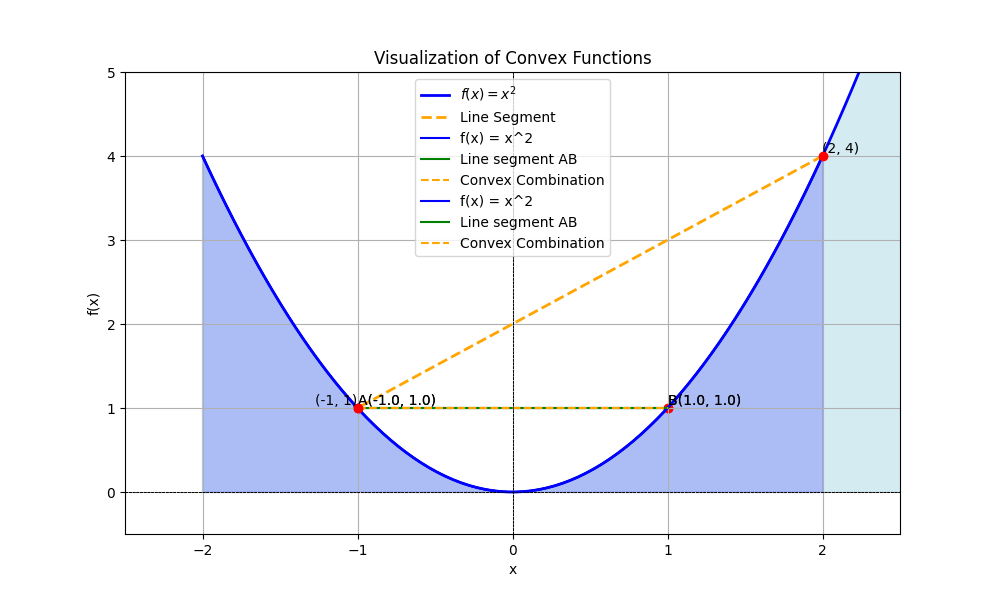 Visualization of Convex Functions
f(x) = x²
Line Segment
f(x) = x^2
Line segment AB
Convex Combination
f(x) = x^2
Line segment AB
Convex Combination
5
4
3
2
1
0
f(x)
(2, 4)
(-1, 1)
A(-1.0, 1.0)
B(1.0, 1.0)
−2
−1
0
1
2
x